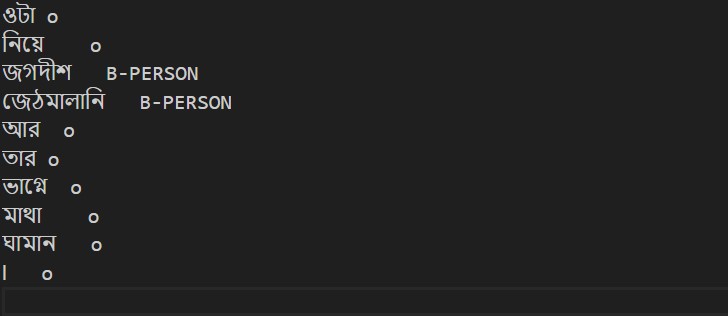 ওটা o
নিয়ে o
জগদীশ B-PERSON
জেঠমালানি B-PERSON
আর o
তার o
ভাগ্নে o
মাথা o
ঘামান o
। o